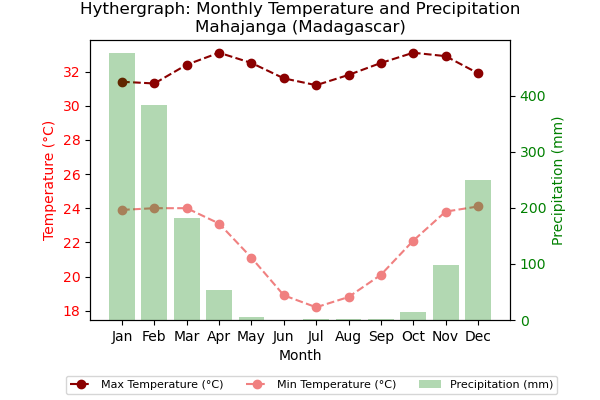 Hythergraph: Monthly Temperature and Precipitation
Mahajanga (Madagascar)
Temperature (°C)
32
30
28
26
24
22
20
18
400
300
200
100
0
Precipitation (mm)
Jan Feb Mar Apr May Jun Jul Aug Sep Oct Nov Dec
Month
Max Temperature (°C) Min Temperature (°C) Precipitation (mm)